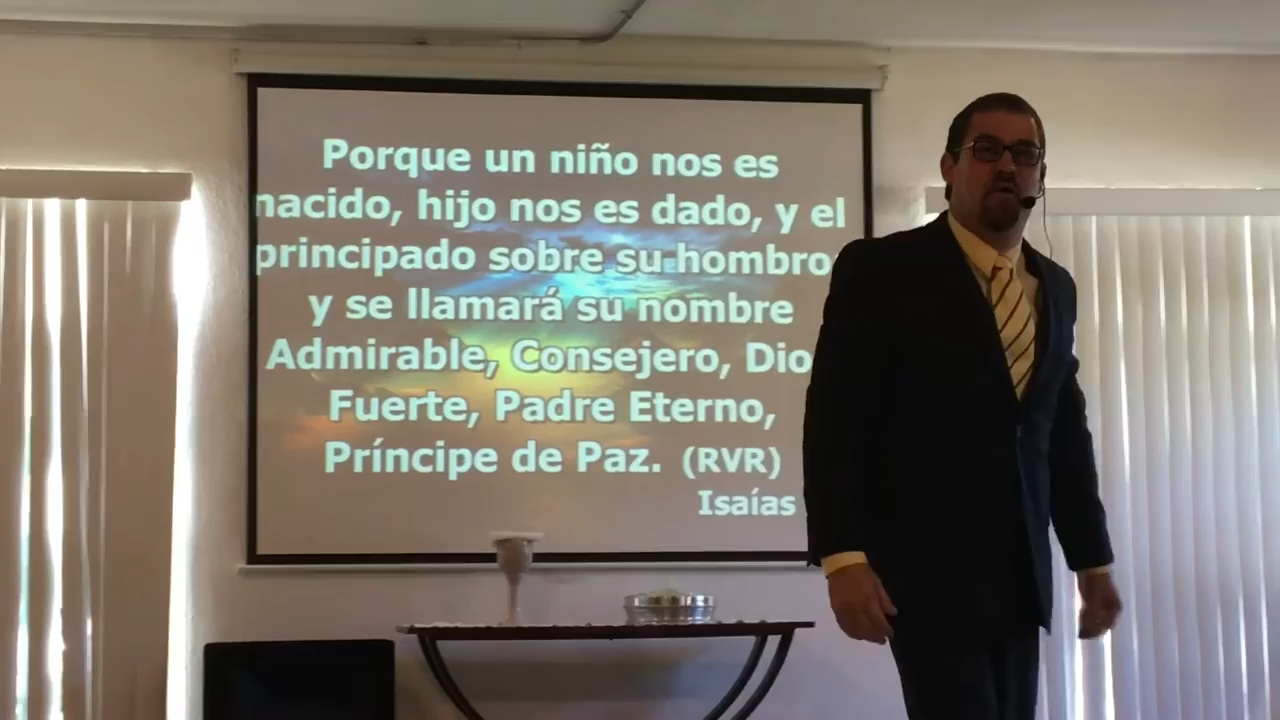 Porque un niño nos es
nacido, hijo nos es dado, y el
principado sobre su hombro
y se llamará su nombre
Admirable, Consejero, Dio
Fuerte, Padre Eterno,
Príncipe de Paz. (RVR)
Isaías